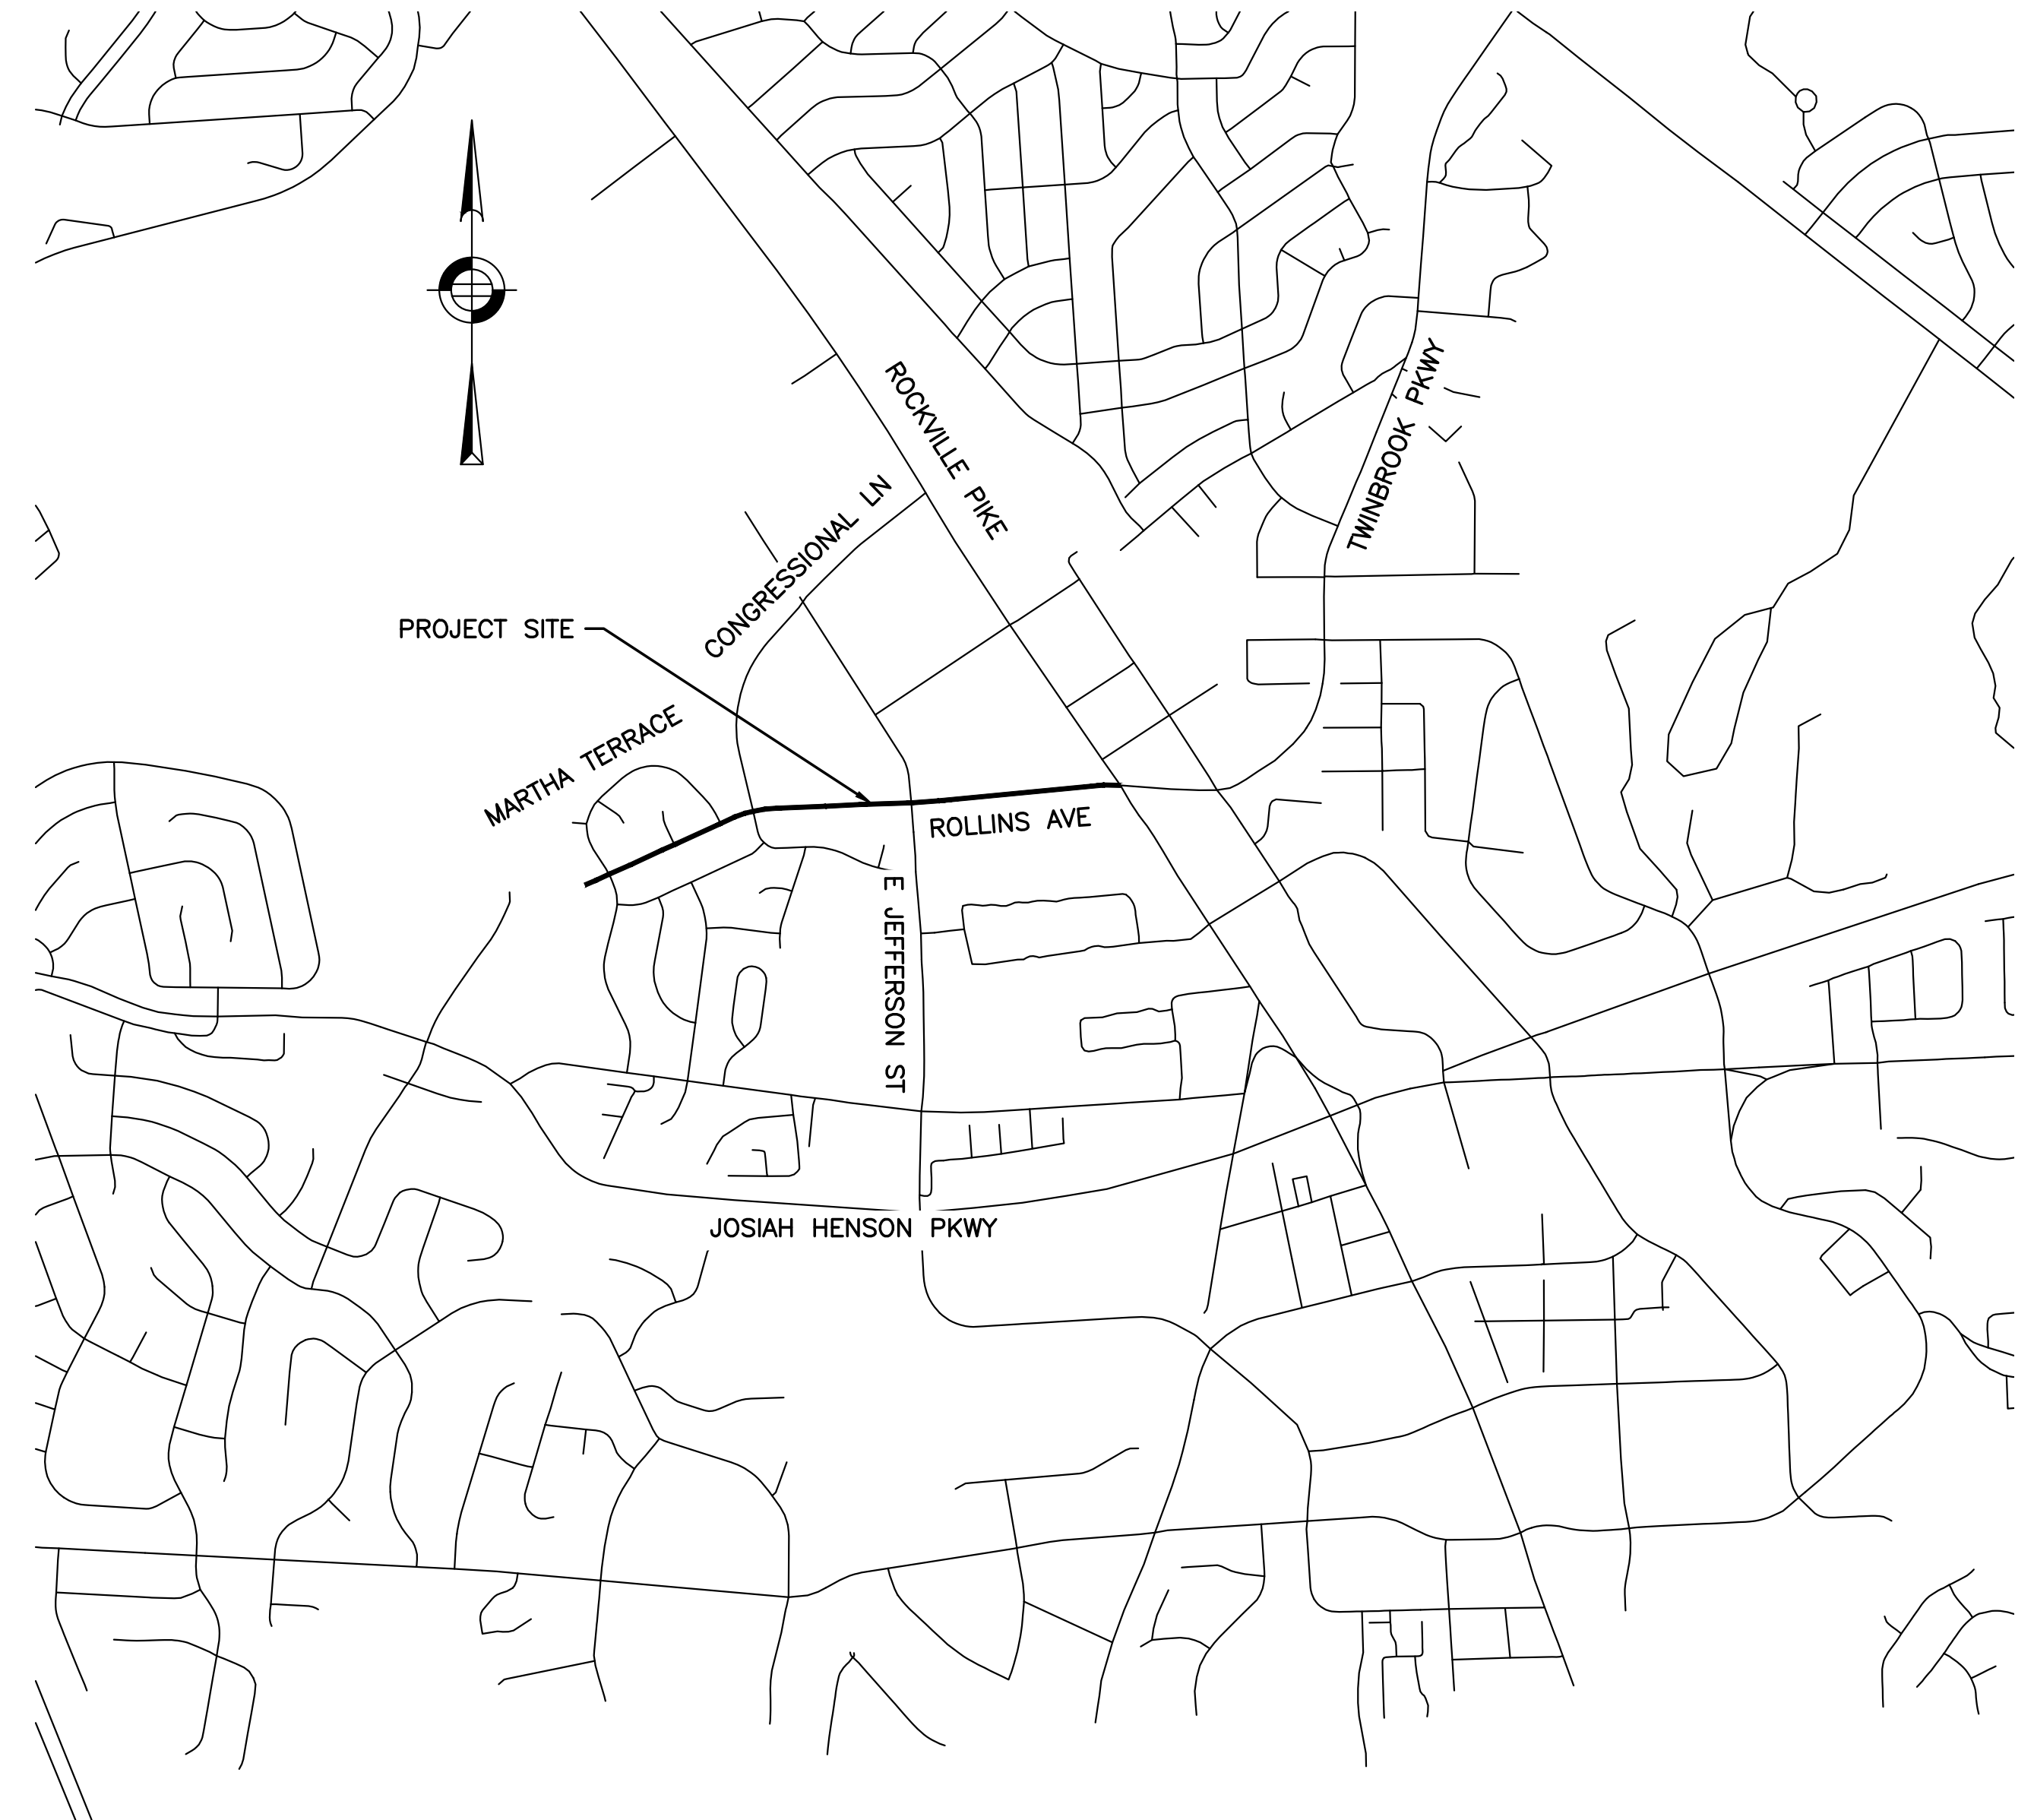 ROCKVILLE PIKE
TWINBROOK PKWY
CONGRESSIONAL LN
PROJECT SITE
MARTHA TERRACE
ROLLINS AVE
E JEFFERSON ST
JOSIAH HENSON PKWY